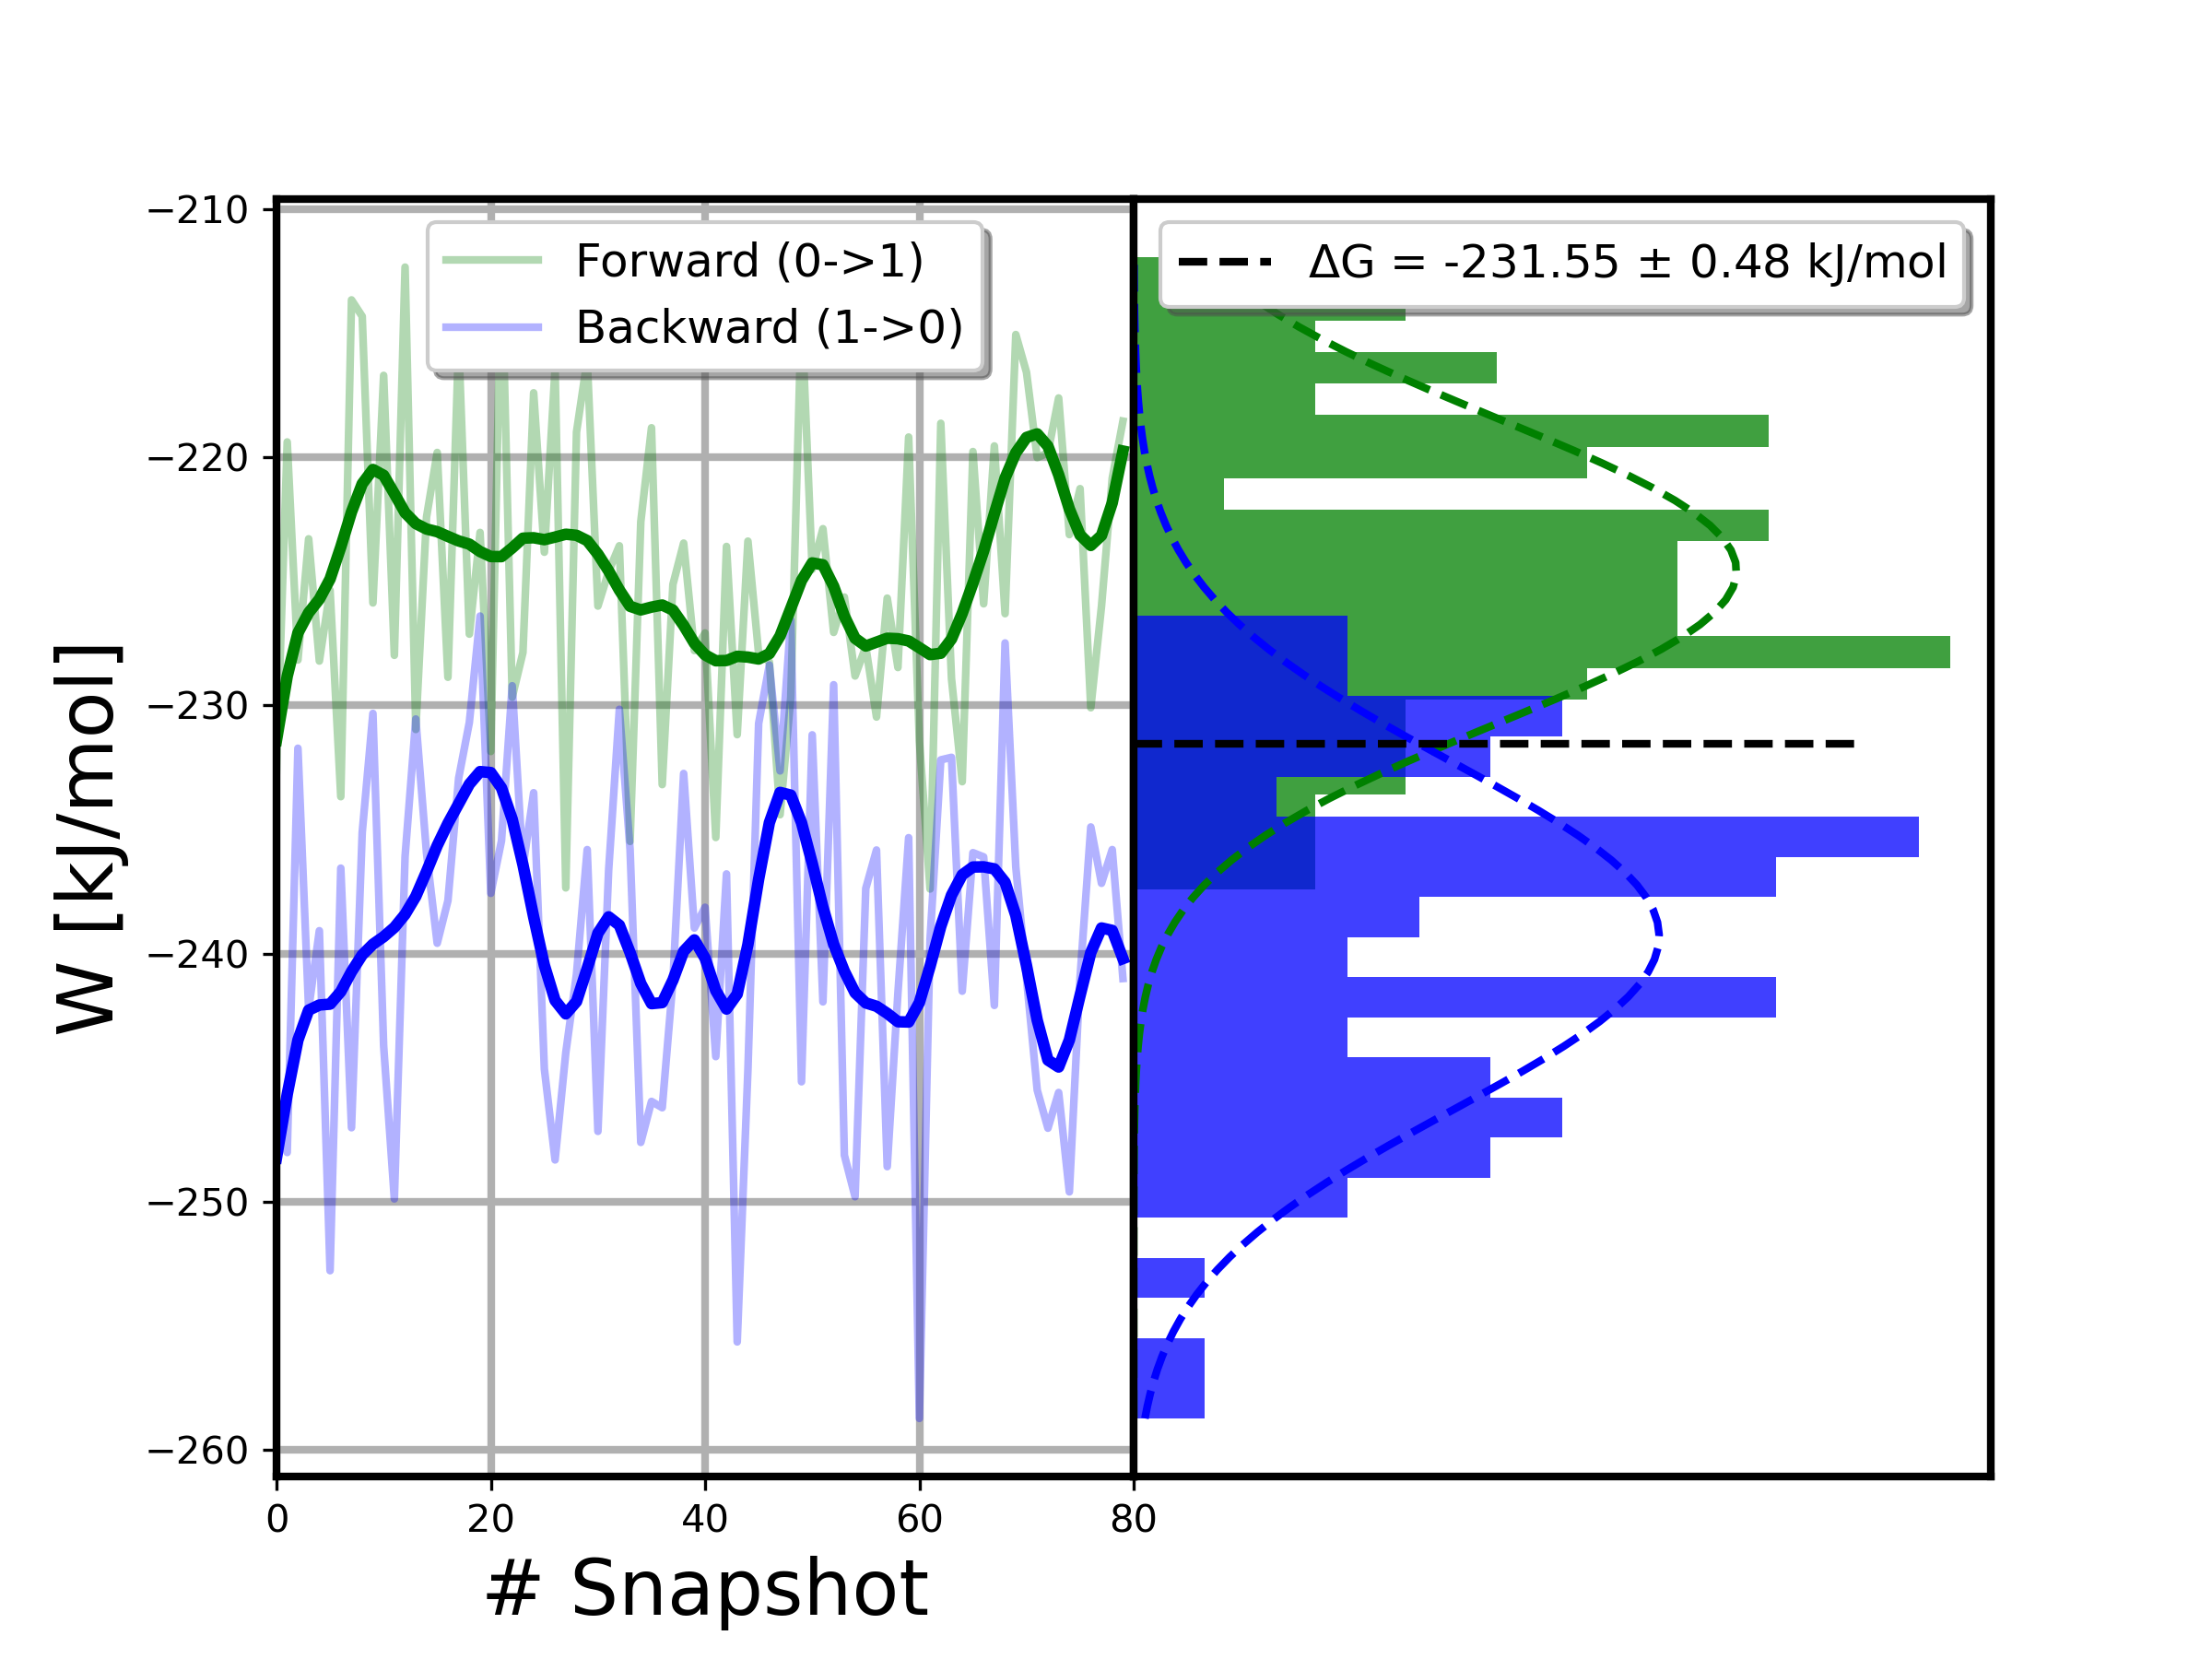 −210
−220
−230
−240
−250
−260
W [kJ/mol]
0
20
40
60
80
# Snapshot
Forward (0->1)
Backward (1->0)
ΔG = -231.55 ± 0.48 kJ/mol